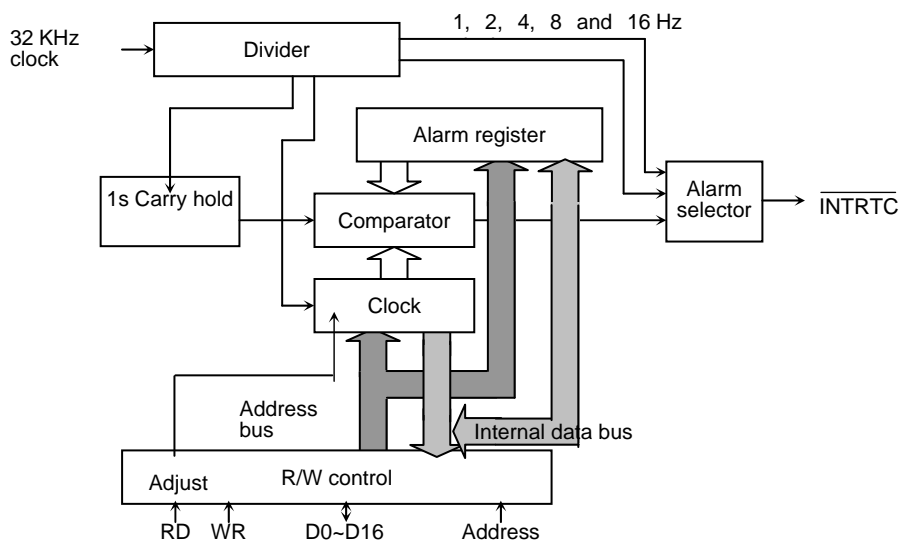 1, 2, 4, 8 and 16 Hz
32 KHz
clock
Divider
Alarm register
1s Carry hold
Comparator
Alarm
selector
INTRTC
Clock
Address
bus
Internal data bus
R/W control
Adjust
RD
WR
D0~D16
Address